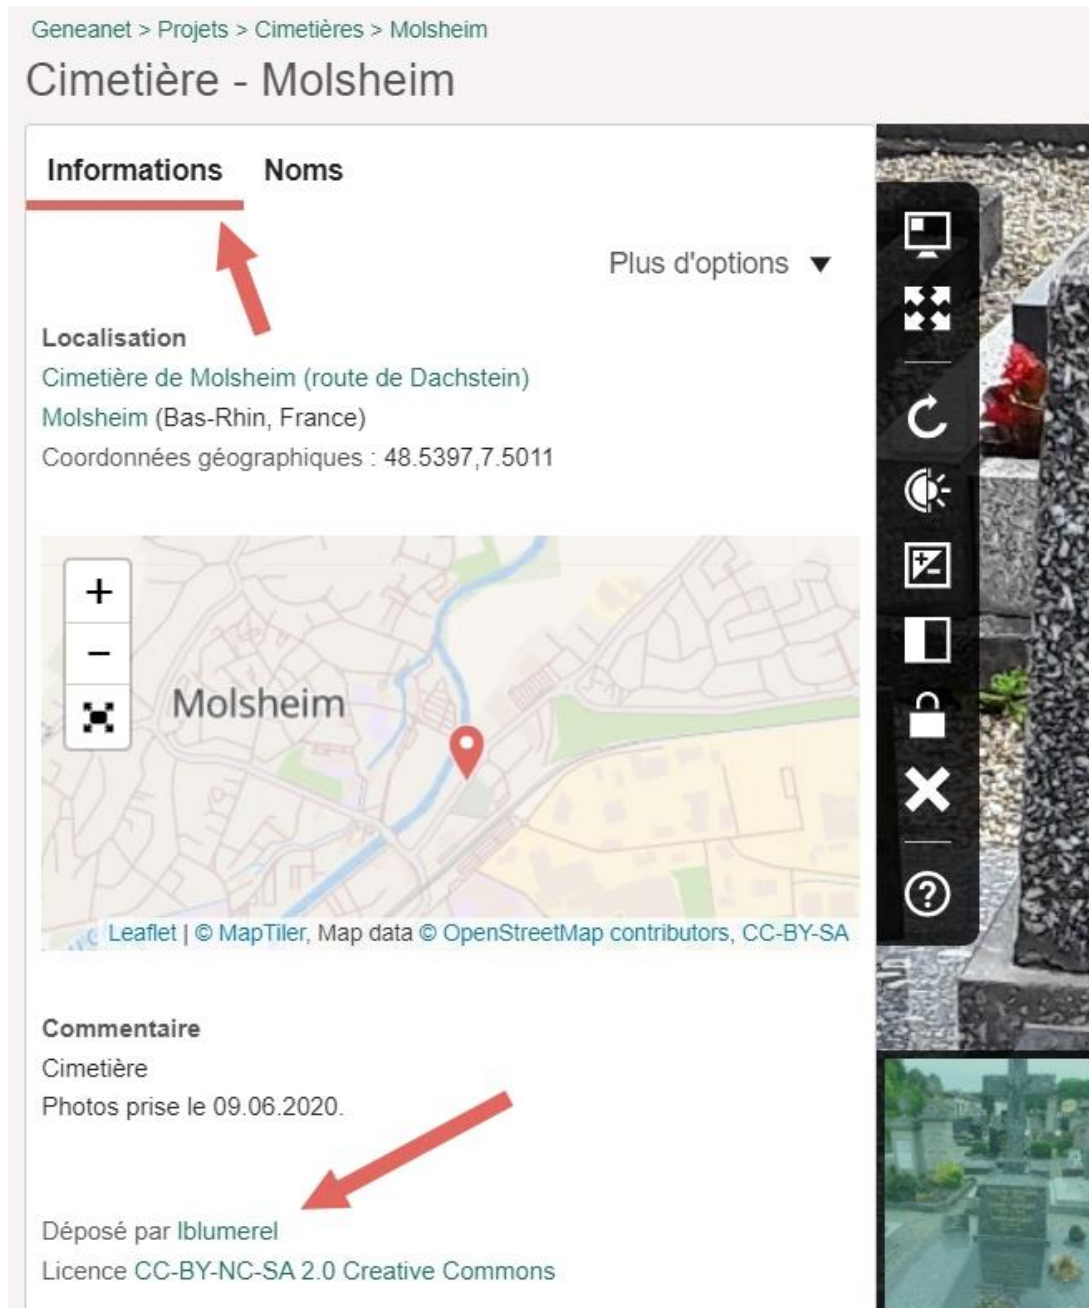 Geneanet > Projets > Cimetières > Molsheim
Cimetière - Molsheim
Informations Noms
Plus d'options ▼
Localisation
Cimetière de Molsheim (route de Dachstein)
Molsheim (Bas-Rhin, France)
Coordonnées géographiques : 48.5397,7.5011
+
−
Molsheim
Leaflet | © MapTiler, Map data © OpenStreetMap contributors, CC-BY-SA
Commentaire
Cimetière
Photos prise le 09.06.2020.
Déposé par lblumerel
Licence CC-BY-NC-SA 2.0 Creative Commons